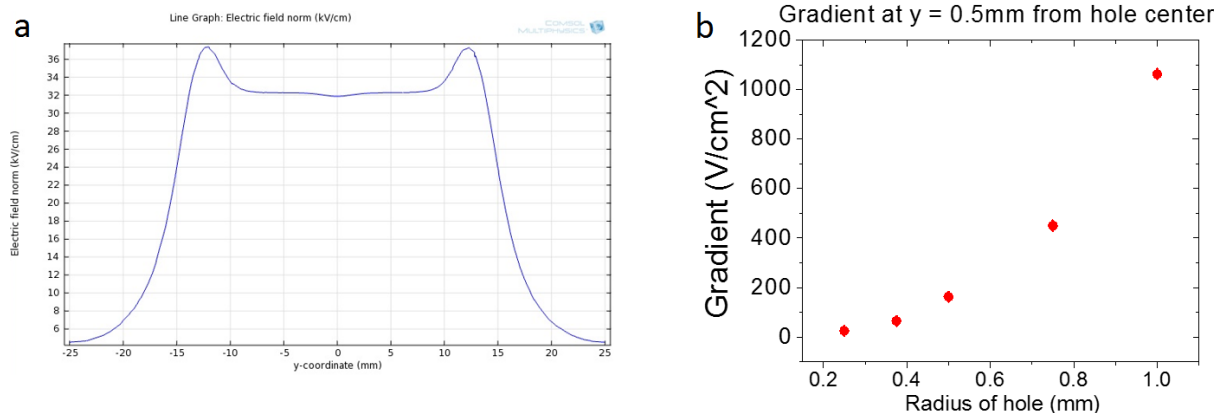 a
Line Graph: Electric field norm (kV/cm)
COMSOL
MULTIPHYSICS
Electric field norm (kV/cm)
36
34
32
30
28
26
24
22
20
18
16
14
12
10
8
6
-25 -20 -15 -10 -5 0 5 10 15 20 25
y-coordinate (mm)
b
Gradient at y = 0.5mm from hole center
Gradient (V/cm^2)
1200
1000
800
600
400
200
0
0.2 0.4 0.6 0.8 1.0
Radius of hole (mm)